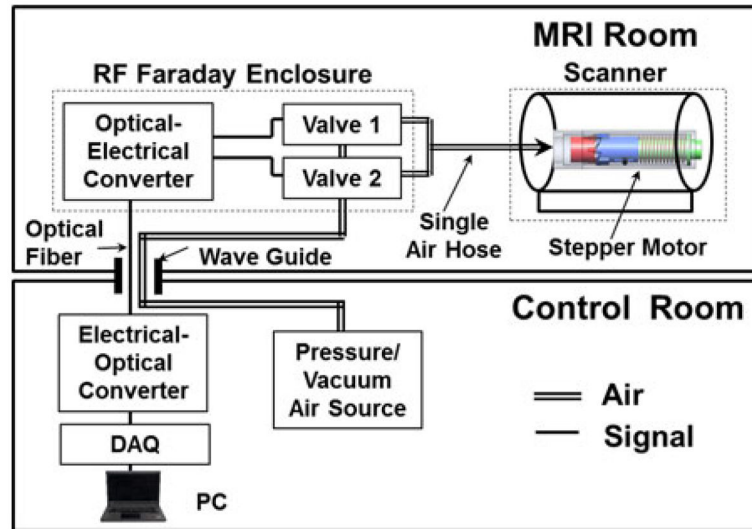 MRI Room
RF Faraday Enclosure
Scanner
Optical-
Electrical
Converter
Valve 1
Valve 2
Optical
Fiber
Wave Guide
Single
Air Hose
Stepper Motor
Control Room
Electrical-
Optical
Converter
Pressure/
Vacuum
Air Source
Air
Signal
DAQ
PC